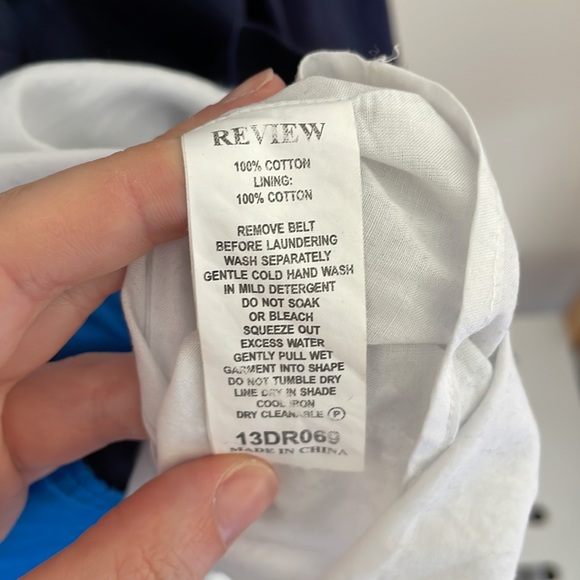 REVIEW
100% COTTON
LINING:
100% COTTON
REMOVE BELT
BEFORE LAUNDERING
WASH SEPARATELY
GENTLE COLD HAND WASH
IN MILD DETERGENT
DO NOT SOAK
OR BLEACH
SQUEEZE OUT
EXCESS WATER
GENTLY PULL WET
GARMENT INTO SHAPE
DO NOT TUMBLE DRY
LINE DRY IN SHADE
COOL IRON
DRY CLEANABLE Ⓟ
13DR069
MADE IN CHINA